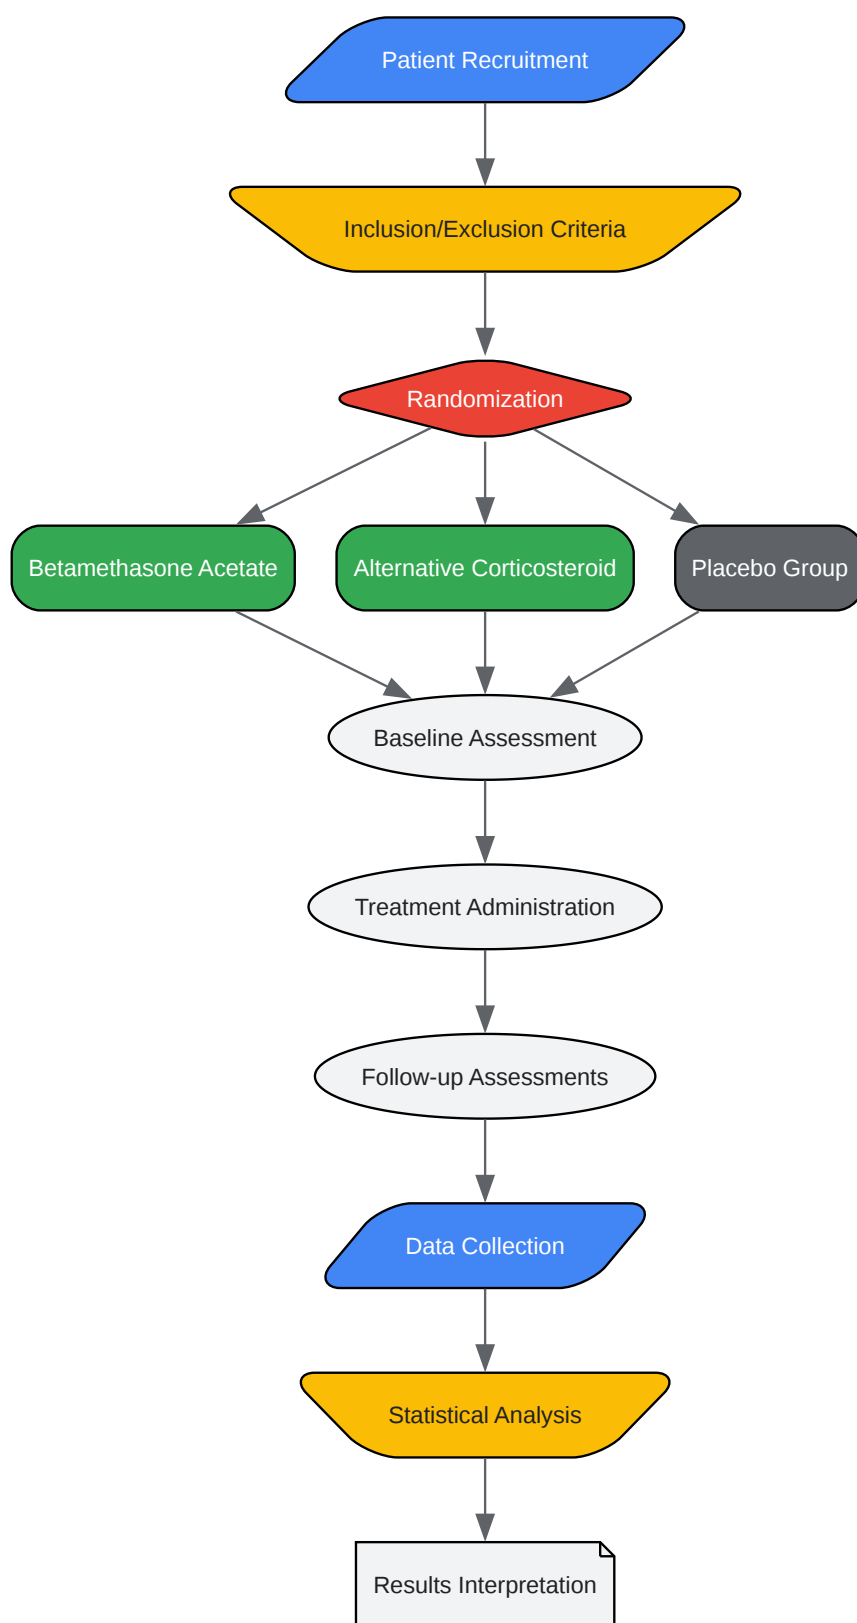 Patient Recruitment
Inclusion/Exclusion Criteria
Randomization
Betamethasone Acetate
Alternative Corticosteroid
Placebo Group
Baseline Assessment
Treatment Administration
Follow-up Assessments
Data Collection
Statistical Analysis
Results Interpretation